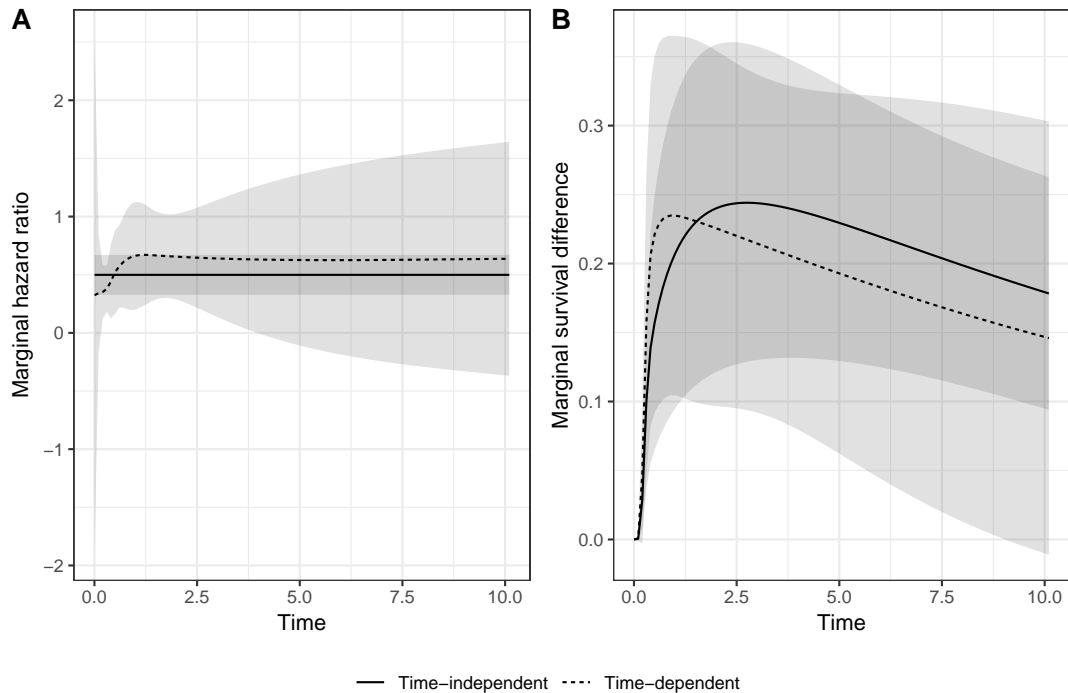 A
B
Marginal hazard ratio
2
1
0
−1
−2
0.0 2.5 5.0 7.5 10.0
Time
Marginal survival difference
0.3
0.2
0.1
0.0
0.0 2.5 5.0 7.5 10.0
Time
Time−independent Time−dependent